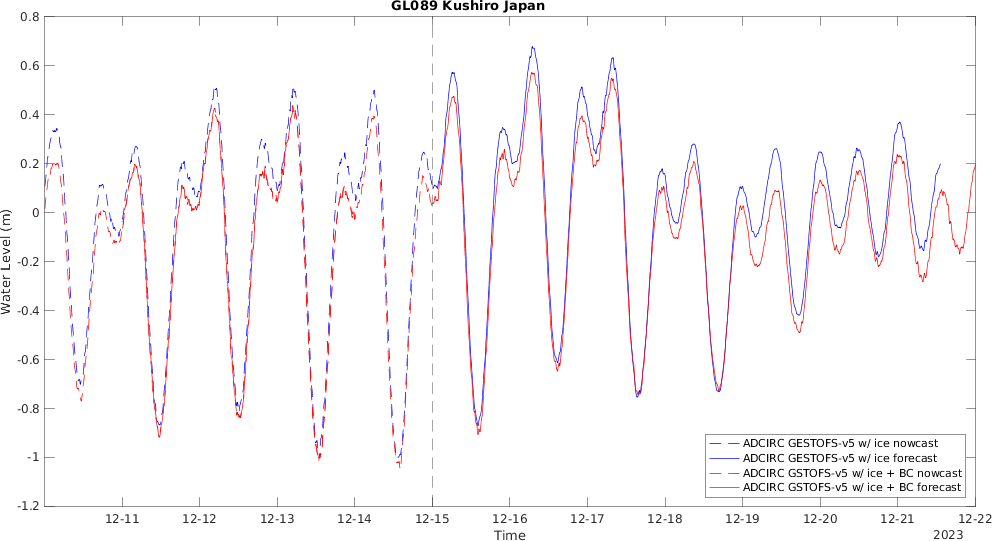 GL089 Kushiro Japan
0.8
0.6
0.4
0.2
0
-0.2
-0.4
-0.6
-0.8
-1
-1.2
Water Level (m)
12-11 12-12 12-13 12-14 12-15 12-16 12-17 12-18 12-19 12-20 12-21 12-22
Time
2023
ADCIRC GESTOFS-v5 w/ ice nowcast
ADCIRC GESTOFS-v5 w/ ice forecast
ADCIRC GSTOFS-v5 w/ ice + BC nowcast
ADCIRC GSTOFS-v5 w/ ice + BC forecast